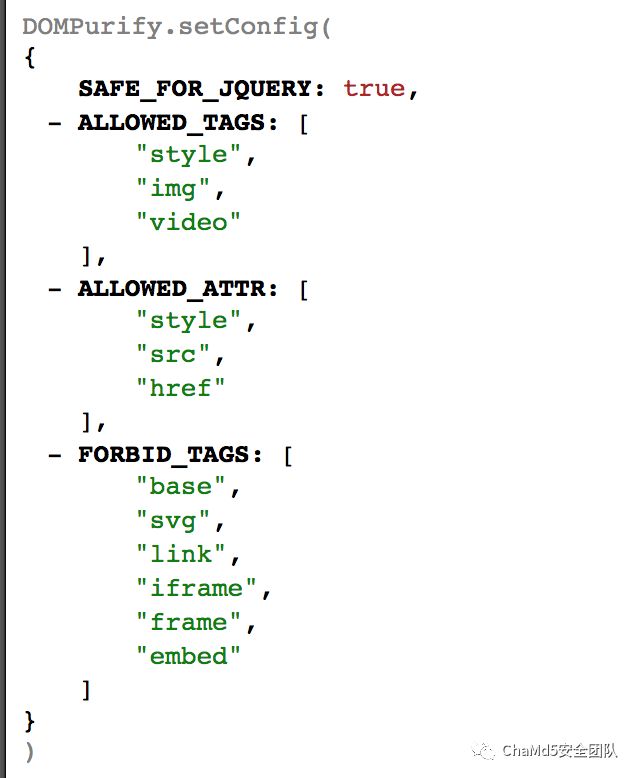 DOMPurify.setConfig(
{
SAFE_FOR_JQUERY: true,
– ALLOWED_TAGS: [
"style",
"img",
"video"
],
– ALLOWED_ATTR: [
"style",
"src",
"href"
],
– FORBID_TAGS: [
"base",
"svg",
"link",
"iframe",
"frame",
"embed"
]
}
)
ChaMd5安全团队